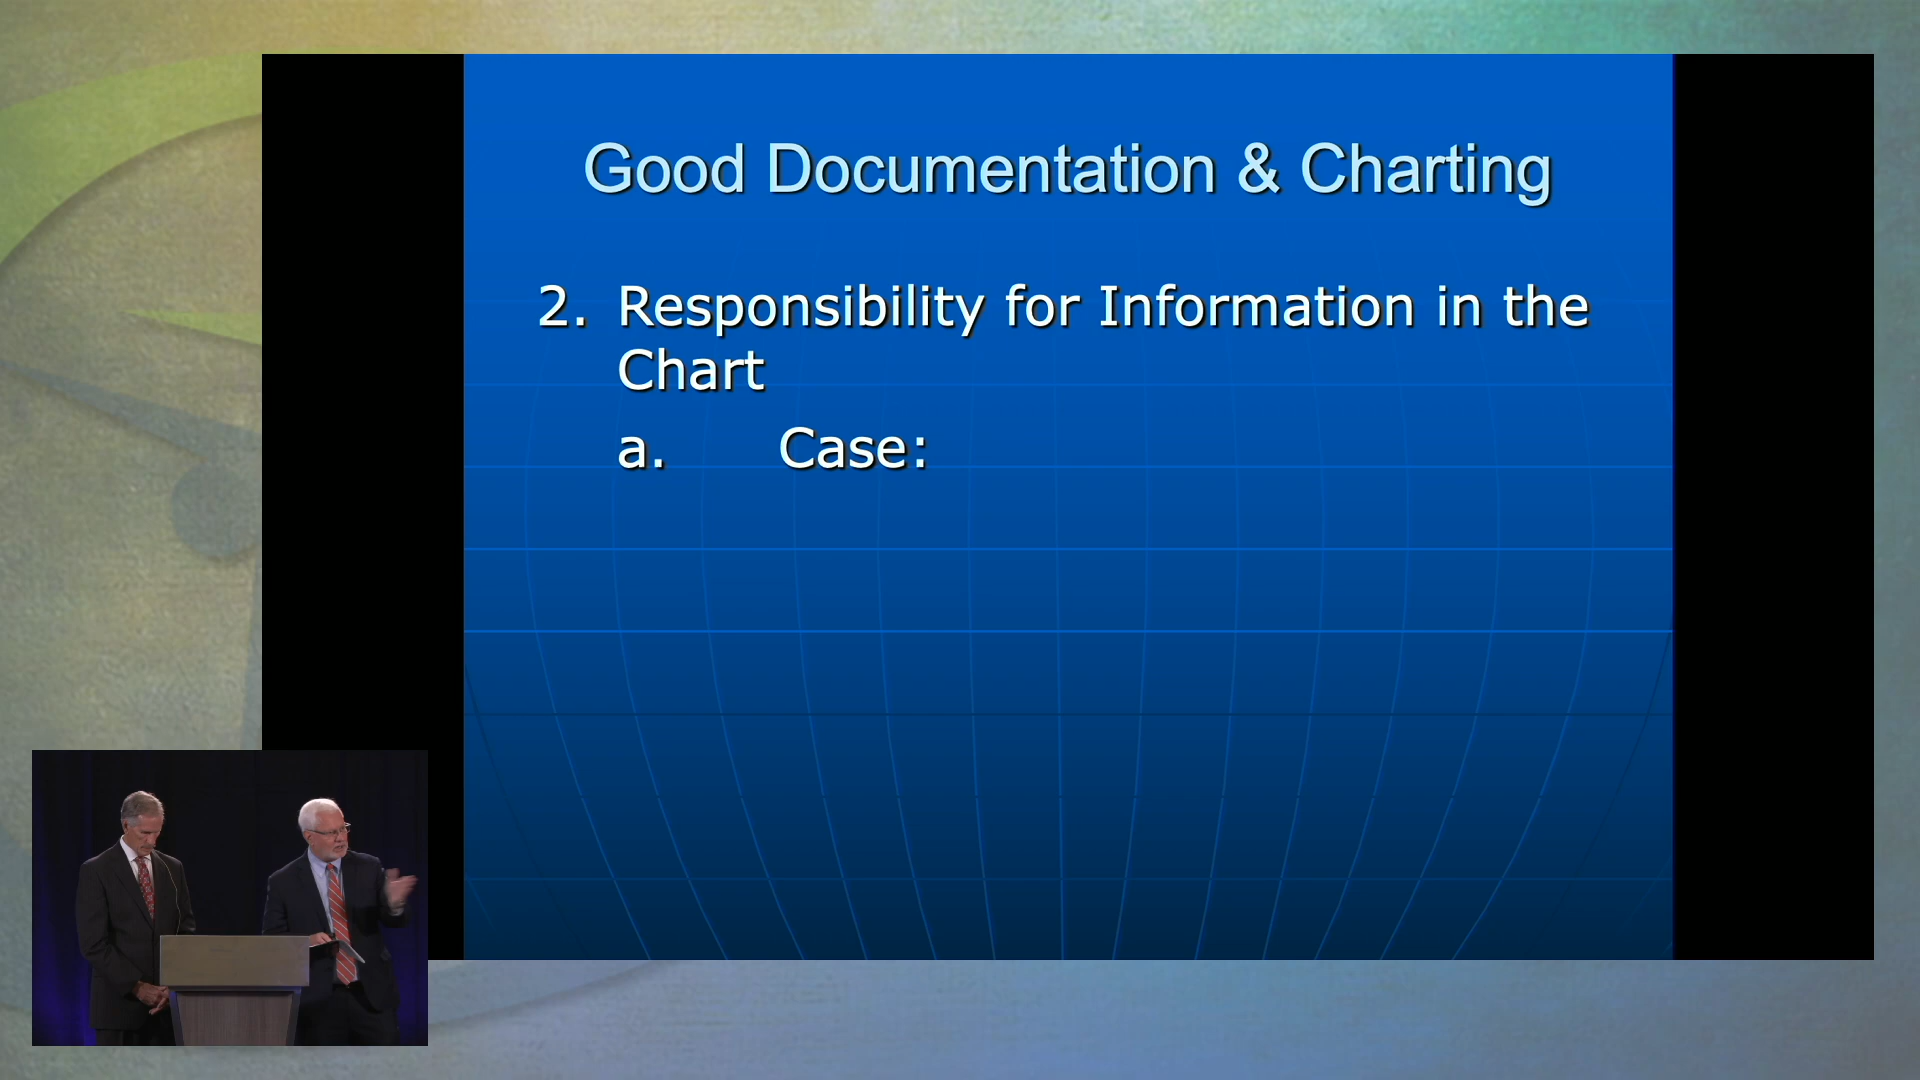 Good Documentation & Charting
2. Responsibility for Information in the
Chart
a. Case: